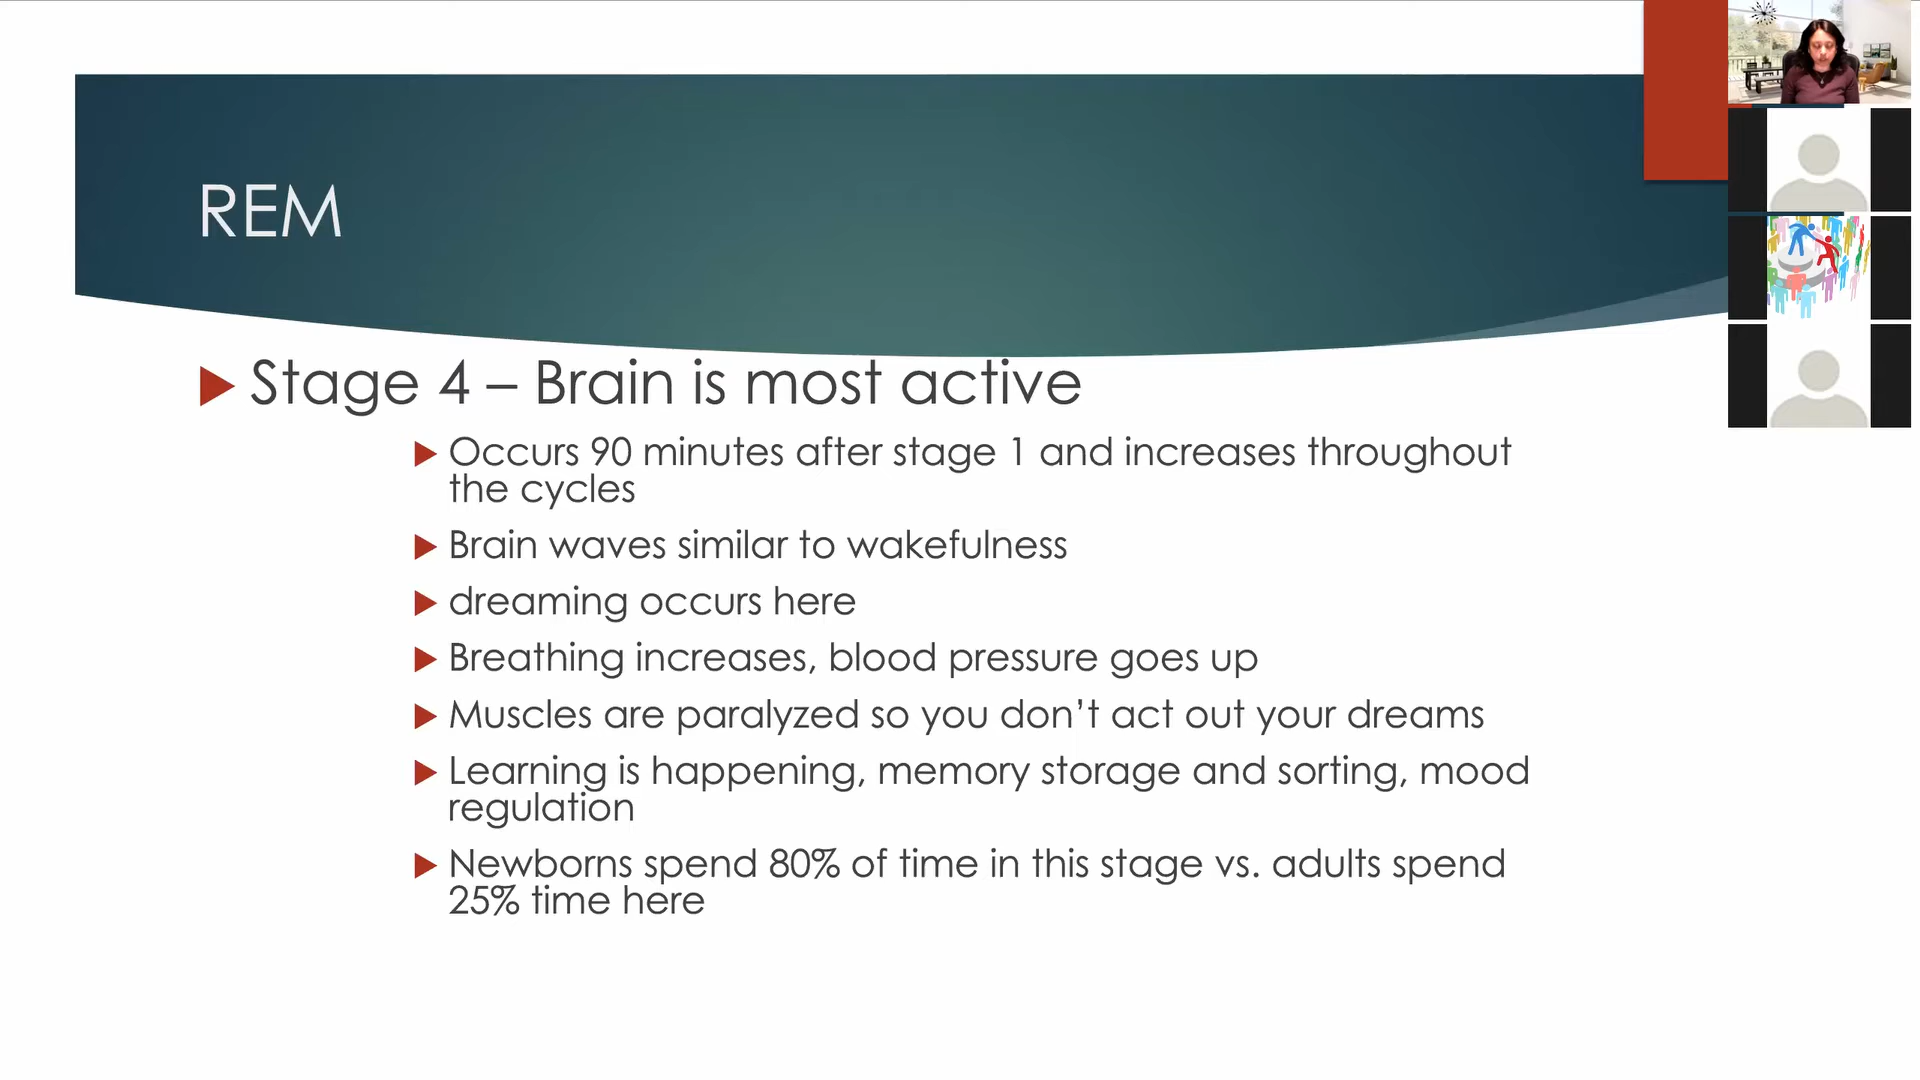 REM
Stage 4 – Brain is most active
Occurs 90 minutes after stage 1 and increases throughout
the cycles
Brain waves similar to wakefulness
dreaming occurs here
Breathing increases, blood pressure goes up
Muscles are paralyzed so you don’t act out your dreams
Learning is happening, memory storage and sorting, mood
regulation
Newborns spend 80% of time in this stage vs. adults spend
25% time here